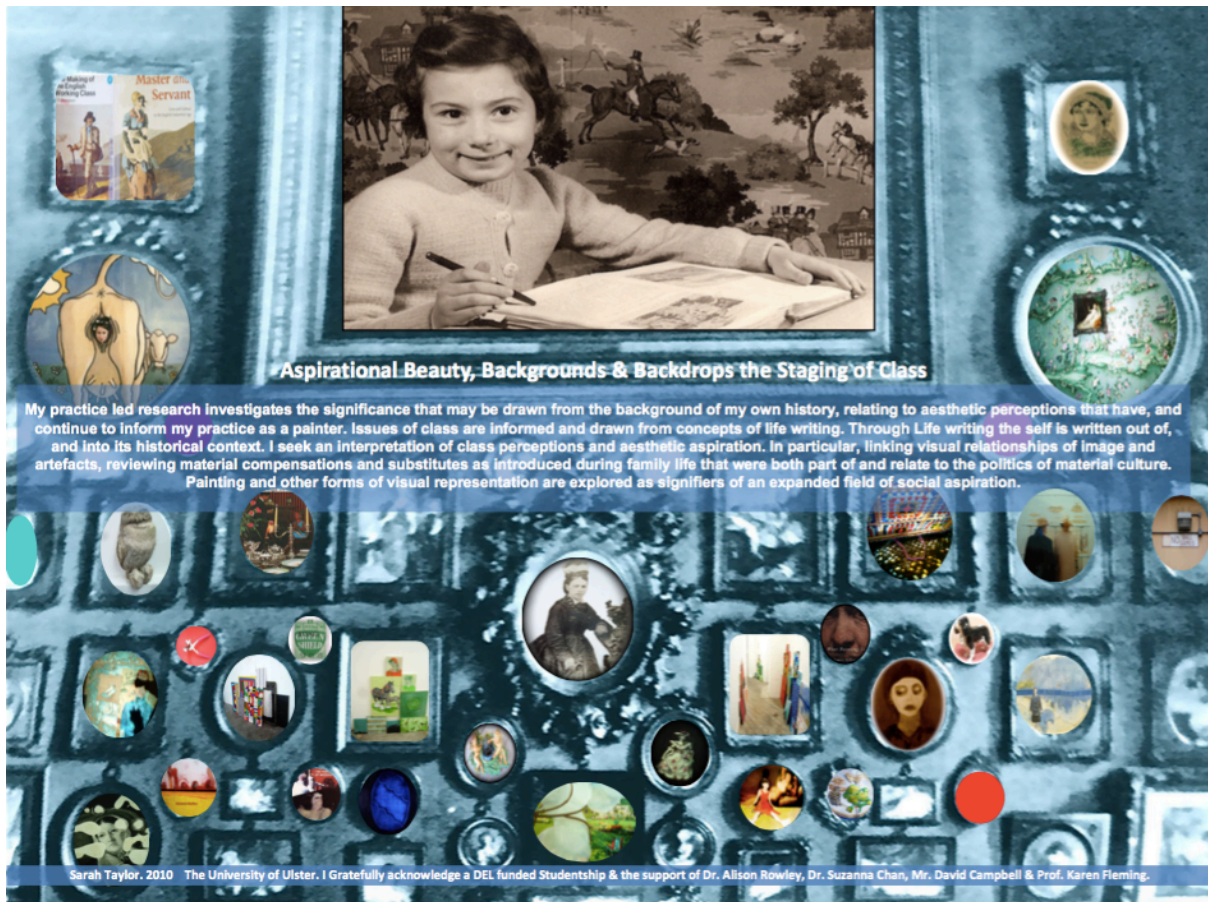 Making of
English
Working Class
Master and
Servant
Aspirational Beauty, Backgrounds & Backdrops the Staging of Class
My practice led research investigates the significance that may be drawn from the background of my own history, relating to aesthetic perceptions that have, and
continue to inform my practice as a painter. Issues of class are informed and drawn from concepts of life writing. Through Life writing the self is written out of,
and into its historical context. I seek an interpretation of class perceptions and aesthetic aspiration. In particular, linking visual relationships of image and
artefacts, reviewing material compensations and substitutes as introduced during family life that were both part of and relate to the politics of material culture.
Painting and other forms of visual representation are explored as signifiers of an expanded field of social aspiration.
SHIELD
Sarah Taylor. 2010 The University of Ulster. I Gratefully acknowledge a DEL funded Studentship & the support of Dr. Alison Rowley, Dr. Suzanna Chan, Mr. David Campbell & Prof. Karen Fleming.